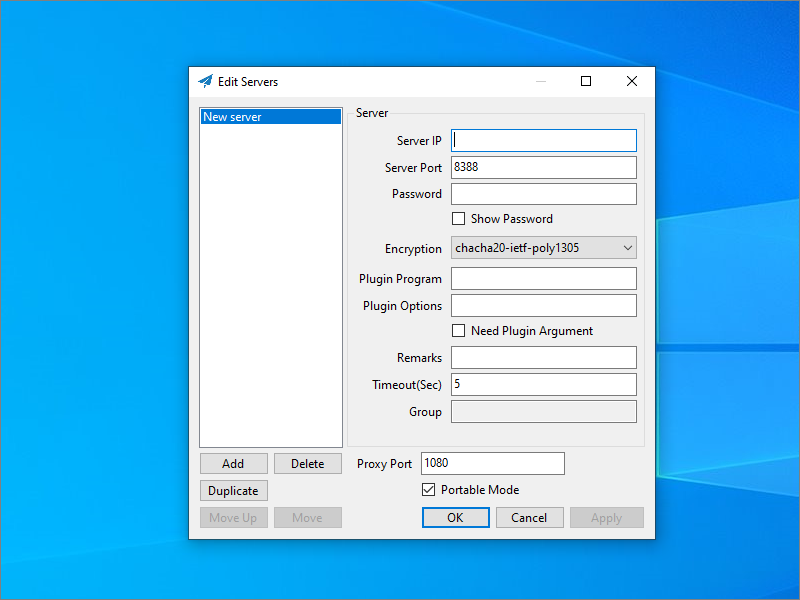 Edit Servers
New server
Server
Server IP
Server Port 8388
Password
Show Password
Encryption chacha20-ietf-poly1305
Plugin Program
Plugin Options
Need Plugin Argument
Remarks
Timeout(Sec) 5
Group
Add Delete Proxy Port 1080
Duplicate Portable Mode
Move Up Move OK Cancel Apply